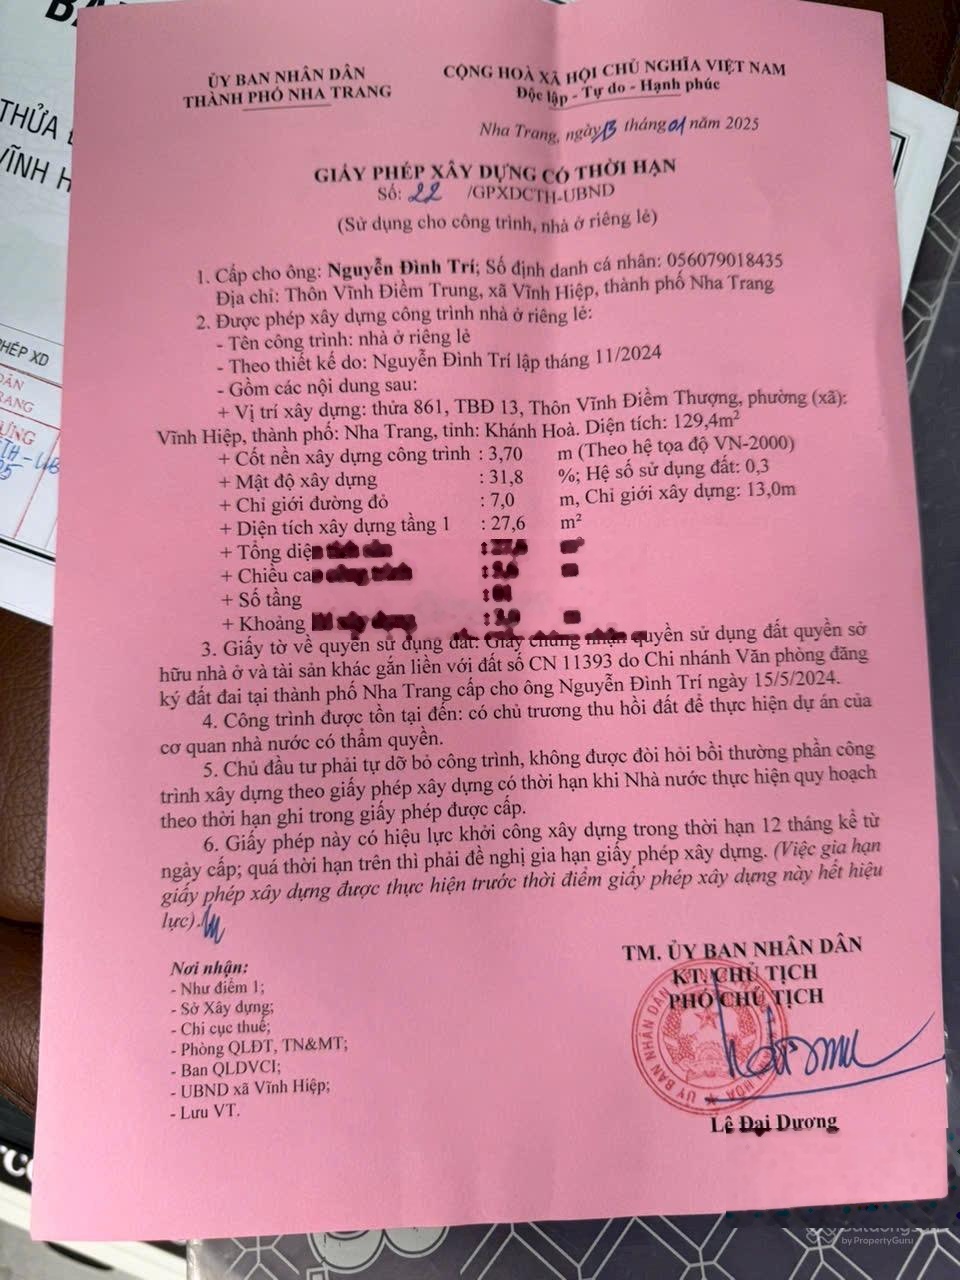 BA
THỬA Đ
VĨNH H
PHÉP XD
DÂN
RANG
ỰNG
CTH-UB
ỦY BAN NHÂN DÂN
THÀNH PHỐ NHA TRANG
CỘNG HOÀ XÃ HỘI CHỦ NGHĨA VIỆT NAM
Độc lập - Tự do - Hạnh phúc
Nha Trang, ngày 13 tháng 01 năm 2025
GIẤY PHÉP XÂY DỰNG CÓ THỜI HẠN
Số: 22 /GPXDCTH-UBND
(Sử dụng cho công trình, nhà ở riêng lẻ)
1. Cấp cho ông: Nguyễn Đình Trí; Số định danh cá nhân: 056079018435
Địa chỉ: Thôn Vĩnh Điềm Trung, xã Vĩnh Hiệp, thành phố Nha Trang
2. Được phép xây dựng công trình nhà ở riêng lẻ:
- Tên công trình: nhà ở riêng lẻ
- Theo thiết kế do: Nguyễn Đình Trí lập tháng 11/2024
- Gồm các nội dung sau:
+ Vị trí xây dựng: thửa 861, TBĐ 13, Thôn Vĩnh Điềm Thượng, phường (xã):
Vĩnh Hiệp, thành phố: Nha Trang, tỉnh: Khánh Hoà. Diện tích: 129,4m²
+ Cốt nền xây dựng công trình : 3,70 m (Theo hệ tọa độ VN-2000)
+ Mật độ xây dựng : 31,8 %; Hệ số sử dụng đất: 0,3
+ Chỉ giới đường đỏ : 7,0 m, Chỉ giới xây dựng: 13,0m
+ Diện tích xây dựng tầng 1 : 27,6 m²
+ Tổng diện
+ Chiều cao
+ Số tầng
+ Khoảng
3. Giấy tờ về quyền sử dụng đất: Giấy chứng nhận quyền sử dụng đất quyền sở
hữu nhà ở và tài sản khác gắn liền với đất số CN 11393 do Chi nhánh Văn phòng đăng
ký đất đai tại thành phố Nha Trang cấp cho ông Nguyễn Đình Trí ngày 15/5/2024.
4. Công trình được tồn tại đến: có chủ trương thu hồi đất để thực hiện dự án của
cơ quan nhà nước có thẩm quyền.
5. Chủ đầu tư phải tự dỡ bỏ công trình, không được đòi hỏi bồi thường phần công
trình xây dựng theo giấy phép xây dựng có thời hạn khi Nhà nước thực hiện quy hoạch
theo thời hạn ghi trong giấy phép được cấp.
6. Giấy phép này có hiệu lực khởi công xây dựng trong thời hạn 12 tháng kể từ
ngày cấp; quá thời hạn trên thì phải đề nghị gia hạn giấy phép xây dựng. (Việc gia hạn
giấy phép xây dựng được thực hiện trước thời điểm giấy phép xây dựng này hết hiệu
lực).
Nơi nhận:
- Như điểm 1;
- Sở Xây dựng;
- Chi cục thuế;
- Phòng QLĐT, TN&MT;
- Ban QLDVCI;
- UBND xã Vĩnh Hiệp;
- Lưu VT.
TM. ỦY BAN NHÂN DÂN
KT. CHỦ TỊCH
PHÓ CHỦ TỊCH
Lê Đại Dương
Batdongsan
by PropertyGuru